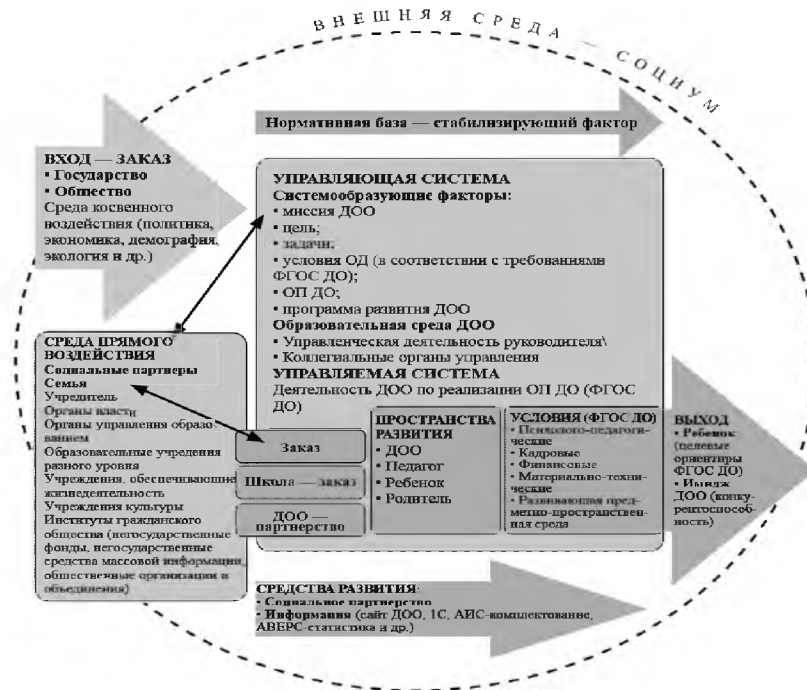 ВНЕШНЯЯ СРЕДА — СОЦИУМ
Нормативная база — стабилизирующий фактор
ВХОД — ЗАКАЗ
• Государство
• Общество
Среда косвенного
воздействия (политика,
экономика, демография,
экология и др.)
УПРАВЛЯЮЩАЯ СИСТЕМА
Системообразующие факторы:
• миссия ДОО
• цель;
• задачи;
• условия ОД (в соответствии с требованиями
ФГОС ДО);
• ОП ДО;
• программа развития ДОО
Образовательная среда ДОО
• Управленческая деятельность руководителя\
• Коллегиальные органы управления
УПРАВЛЯЕМАЯ СИСТЕМА
Деятельность ДОО по реализации ОП ДО (ФГОС
ДО)
СРЕДА ПРЯМОГО
ВОЗДЕЙСТВИЯ
Социальные партнеры
Семья
Учредитель
Органы власти
Органы управления образо-
ванием
Образовательные учредения
разного уровня
Учреждения, обеспечивающие
жизнедеятельность
Учреждения культуры
Институты гражданского
общества (негосударственные
фонды, негосударственные
средства массовой информации,
общественные организации и
объединения)
Заказ
Школа — заказ
ДОО —
партнерство
ПРОСТРАНСТВА
РАЗВИТИЯ
• ДОО
• Педагог
• Ребенок
• Родитель
УСЛОВИЯ (ФГОС ДО)
• Психолого-педагоги-
ческие
• Кадровые
• Финансовые
• Материально-техни-
ческие
• Развивающая пред-
метно-пространствен-
ная среда
ВЫХОД
• Ребенок
(целевые
ориентиры
ФГОС ДО)
• Имидж
ДОО (конку-
рентоспособ-
ность)
СРЕДСТВА РАЗВИТИЯ:
• Социальное партнерство
• Информация (сайт ДОО, 1С, АИС-комплектование,
АВЕРС-статистика и др.)